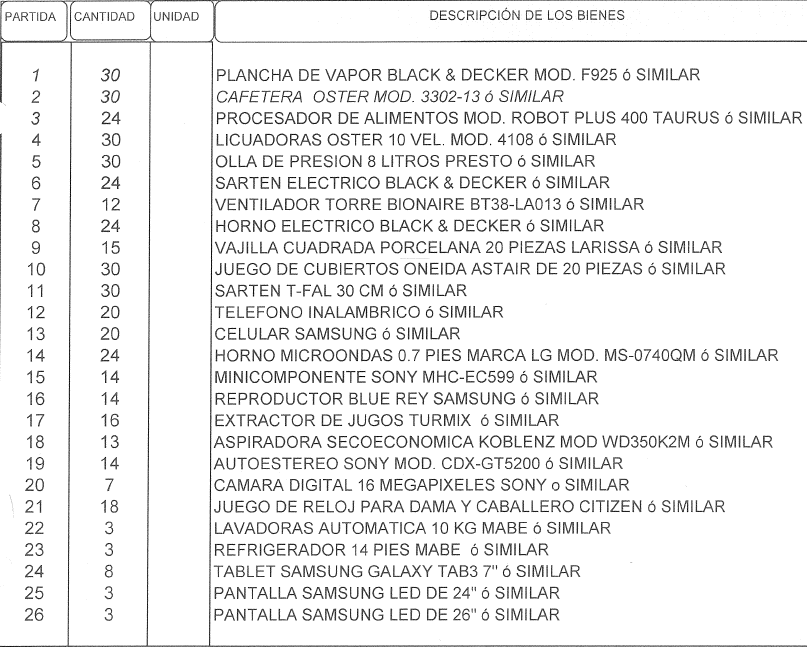 PARTIDA CANTIDAD UNIDAD DESCRIPCIÓN DE LOS BIENES
1 30 PLANCHA DE VAPOR BLACK & DECKER MOD. F925 ó SIMILAR
2 30 CAFETERA OSTER MOD. 3302-13 ó SIMILAR
3 24 PROCESADOR DE ALIMENTOS MOD. ROBOT PLUS 400 TAURUS ó SIMILAR
4 30 LICUADORAS OSTER 10 VEL. MOD. 4108 ó SIMILAR
5 30 OLLA DE PRESION 8 LITROS PRESTO ó SIMILAR
6 24 SARTEN ELECTRICO BLACK & DECKER ó SIMILAR
7 12 VENTILADOR TORRE BIONAIRE BT38-LA013 ó SIMILAR
8 24 HORNO ELECTRICO BLACK & DECKER ó SIMILAR
9 15 VAJILLA CUADRADA PORCELANA 20 PIEZAS LARISSA ó SIMILAR
10 30 JUEGO DE CUBIERTOS ONEIDA ASTAIR DE 20 PIEZAS ó SIMILAR
11 30 SARTEN T-FAL 30 CM ó SIMILAR
12 20 TELEFONO INALAMBRICO ó SIMILAR
13 20 CELULAR SAMSUNG ó SIMILAR
14 24 HORNO MICROONDAS 0.7 PIES MARCA LG MOD. MS-0740QM ó SIMILAR
15 14 MINICOMPONENTE SONY MHC-EC599 ó SIMILAR
16 14 REPRODUCTOR BLUE REY SAMSUNG ó SIMILAR
17 16 EXTRACTOR DE JUGOS TURMIX ó SIMILAR
18 13 ASPIRADORA SECOECONOMICA KOBLENZ MOD WD350K2M ó SIMILAR
19 14 AUTOESTEREO SONY MOD. CDX-GT5200 ó SIMILAR
20 7 CAMARA DIGITAL 16 MEGAPIXELES SONY o SIMILAR
21 18 JUEGO DE RELOJ PARA DAMA Y CABALLERO CITIZEN ó SIMILAR
22 3 LAVADORAS AUTOMATICA 10 KG MABE ó SIMILAR
23 3 REFRIGERADOR 14 PIES MABE ó SIMILAR
24 8 TABLET SAMSUNG GALAXY TAB3 7" ó SIMILAR
25 3 PANTALLA SAMSUNG LED DE 24" ó SIMILAR
26 3 PANTALLA SAMSUNG LED DE 26" ó SIMILAR